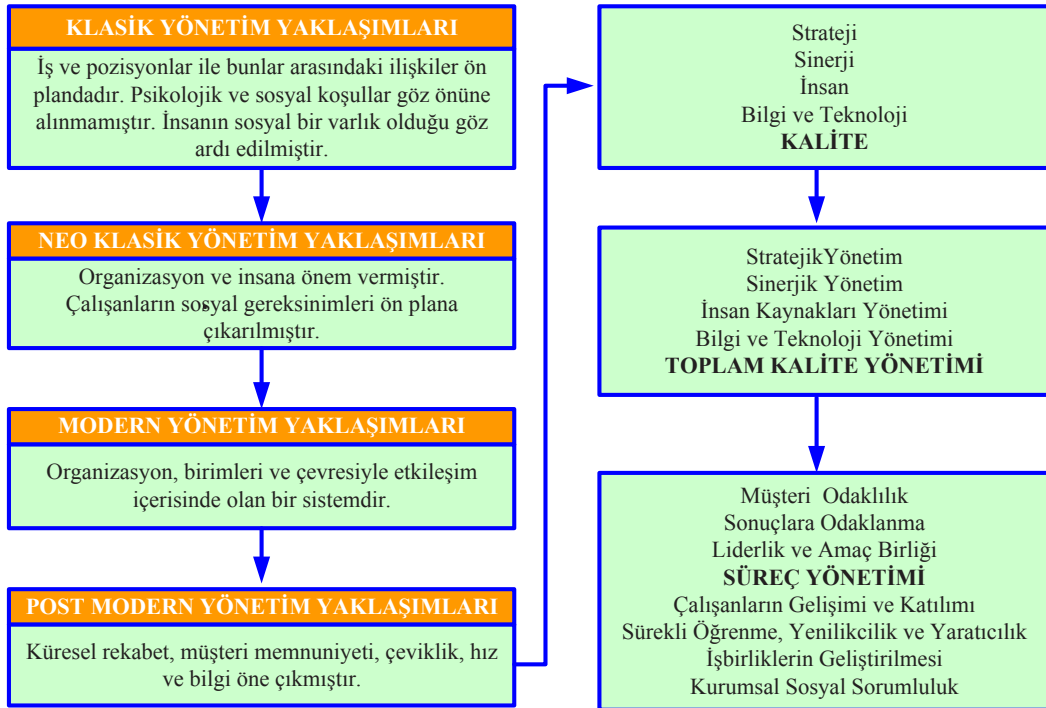 KLASİK YÖNETİM YAKLAŞIMLARI
İş ve pozisyonlar ile bunlar arasındaki ilişkiler ön
plandadır. Psikolojik ve sosyal koşullar göz önüne
alınmamıştır. İnsanın sosyal bir varlık olduğu göz
ardı edilmiştir.
NEO KLASİK YÖNETİM YAKLAŞIMLARI
Organizasyon ve insana önem vermiştir.
Çalışanların sosyal gereksinimleri ön plana
çıkarılmıştır.
MODERN YÖNETİM YAKLAŞIMLARI
Organizasyon, birimleri ve çevresiyle etkileşim
içerisinde olan bir sistemdir.
POST MODERN YÖNETİM YAKLAŞIMLARI
Küresel rekabet, müşteri memnuniyeti, çeviklik, hız
ve bilgi öne çıkmıştır.
Strateji
Sinerji
İnsan
Bilgi ve Teknoloji
KALİTE
StratejikYönetim
Sinerjik Yönetim
İnsan Kaynakları Yönetimi
Bilgi ve Teknoloji Yönetimi
TOPLAM KALİTE YÖNETİMİ
Müşteri Odaklılık
Sonuçlara Odaklanma
Liderlik ve Amaç Birliği
SÜREÇ YÖNETİMİ
Çalışanların Gelişimi ve Katılımı
Sürekli Öğrenme, Yenilikcilik ve Yaratıcılık
İşbirliklerin Geliştirilmesi
Kurumsal Sosyal Sorumluluk